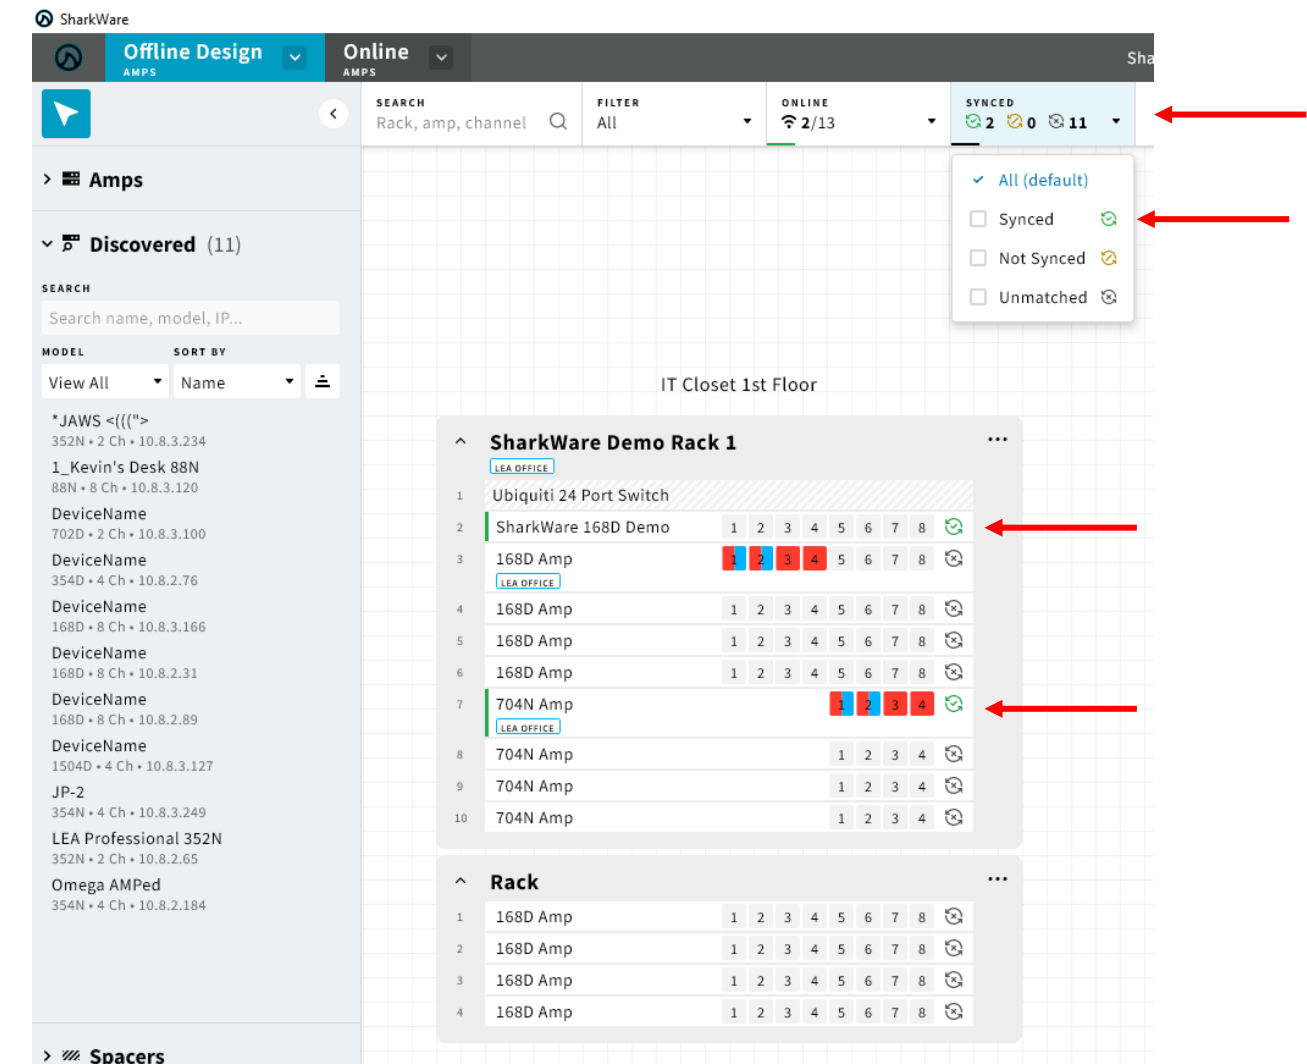 SharkWare
Offline Design
AMPS
Online
AMPS
Sha
SEARCH
Rack, amp, channel
FILTER
All
ONLINE
2/13
SYNCED
2 0 11
All (default)
Synced
Not Synced
Unmatched
Amps
Discovered (11)
SEARCH
Search name, model, IP...
MODEL SORT BY
View All Name
*JAWS <(((">
352N • 2 Ch • 10.8.3.234
1_Kevin's Desk 88N
88N • 8 Ch • 10.8.3.120
DeviceName
702D • 2 Ch • 10.8.3.100
DeviceName
354D • 4 Ch • 10.8.2.76
DeviceName
168D • 8 Ch • 10.8.3.166
DeviceName
168D • 8 Ch • 10.8.2.31
DeviceName
168D • 8 Ch • 10.8.2.89
DeviceName
1504D • 4 Ch • 10.8.3.127
JP-2
354N • 4 Ch • 10.8.3.249
LEA Professional 352N
352N • 2 Ch • 10.8.2.65
Omega AMPed
354N • 4 Ch • 10.8.2.184
Spacers
IT Closet 1st Floor
SharkWare Demo Rack 1
LEA OFFICE
1 Ubiquiti 24 Port Switch
2 SharkWare 168D Demo 1 2 3 4 5 6 7 8
3 168D Amp 1 2 3 4 5 6 7 8
LEA OFFICE
4 168D Amp 1 2 3 4 5 6 7 8
5 168D Amp 1 2 3 4 5 6 7 8
6 168D Amp 1 2 3 4 5 6 7 8
7 704N Amp 1 2 3 4
LEA OFFICE
8 704N Amp 1 2 3 4
9 704N Amp 1 2 3 4
10 704N Amp 1 2 3 4
Rack
1 168D Amp 1 2 3 4 5 6 7 8
2 168D Amp 1 2 3 4 5 6 7 8
3 168D Amp 1 2 3 4 5 6 7 8
4 168D Amp 1 2 3 4 5 6 7 8